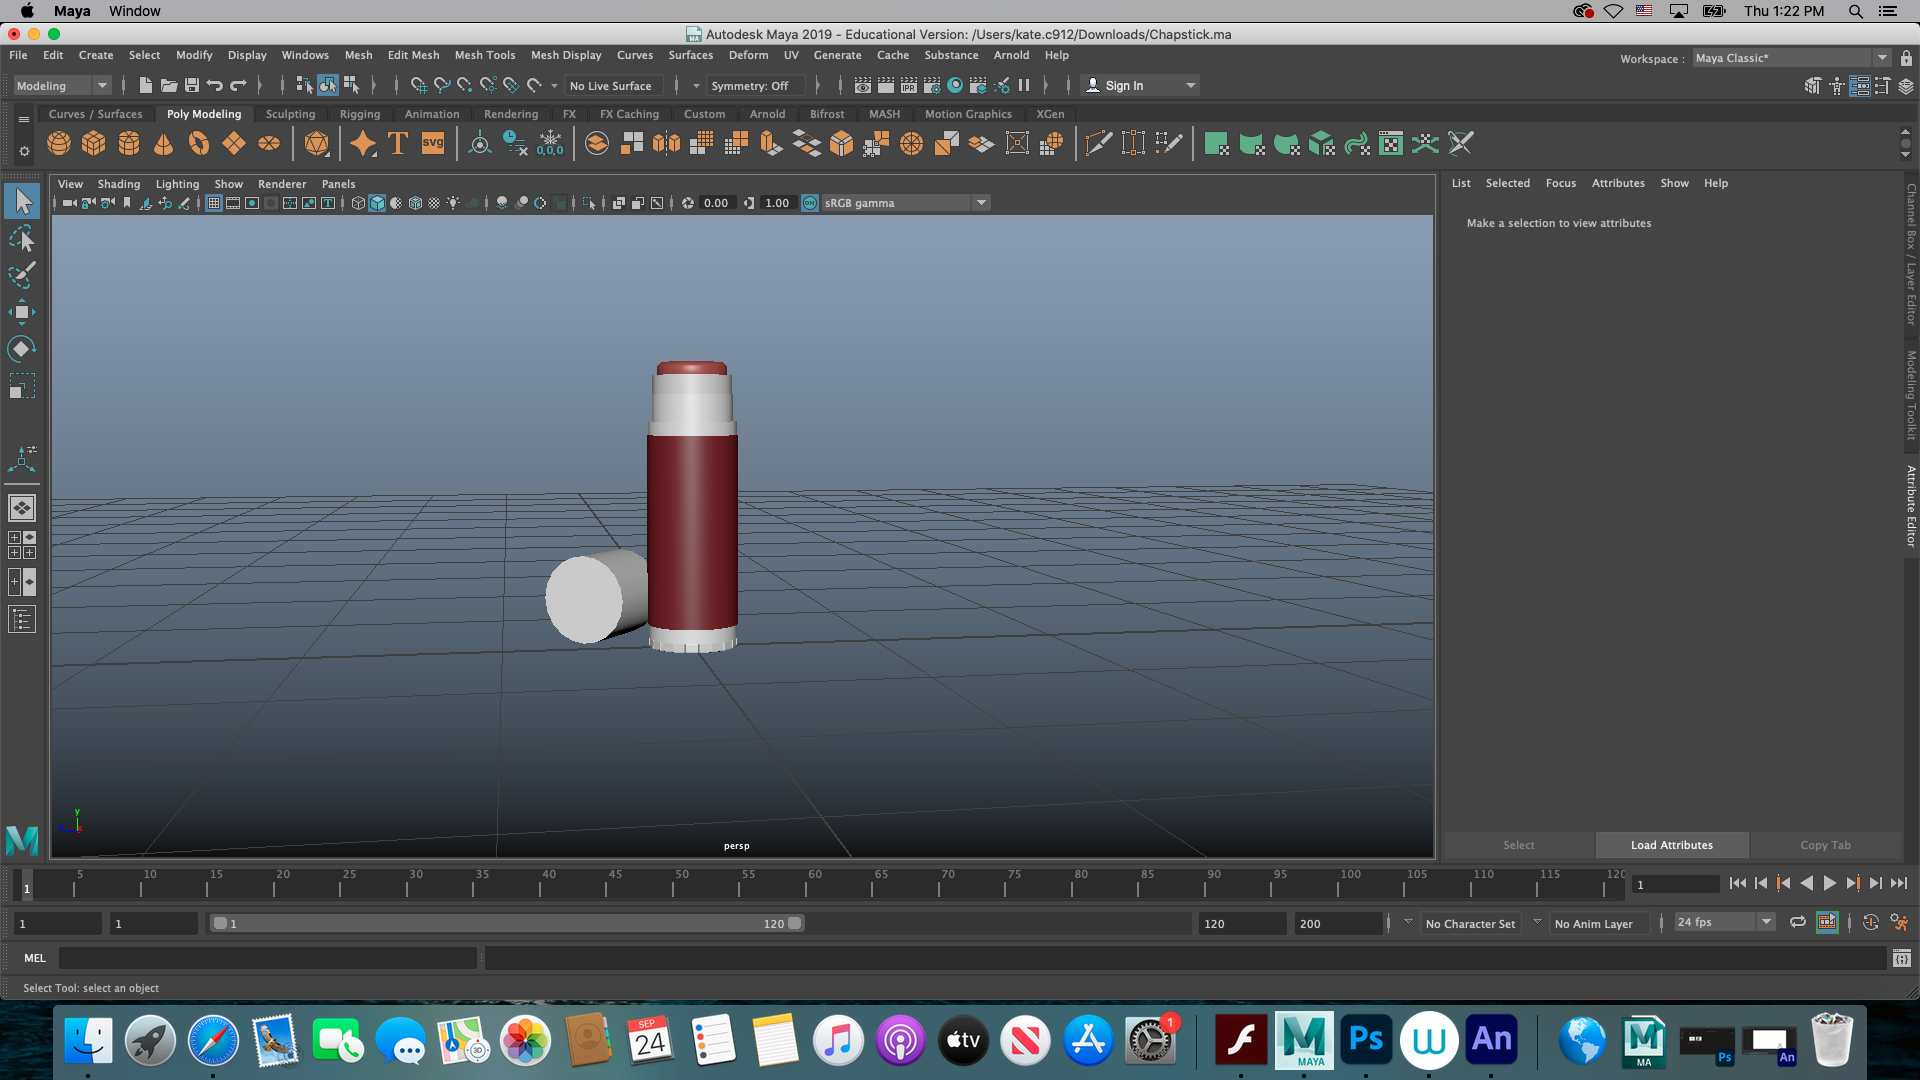 Maya Window Thu 1:22 PM
Autodesk Maya 2019 - Educational Version: /Users/kate.c912/Downloads/Chapstick.ma
File Edit Create Select Modify Display Windows Mesh Edit Mesh Mesh Tools Mesh Display Curves Surfaces Deform UV Generate Cache Substance Arnold Help
Workspace : Maya Classic*
Modeling No Live Surface Symmetry: Off IPR Sign In
Curves / Surfaces Poly Modeling Sculpting Rigging Animation Rendering FX FX Caching Custom Arnold Bifrost MASH Motion Graphics XGen
T svg 0,0,0
View Shading Lighting Show Renderer Panels
0.00 1.00 ON sRGB gamma
List Selected Focus Attributes Show Help
Make a selection to view attributes
Channel Box / Layer Editor
Modeling Toolkit
Attribute Editor
y
persp
Select Load Attributes Copy Tab
1 5 10 15 20 25 30 35 40 45 50 55 60 65 70 75 80 85 90 95 100 105 110 115 120 1
1 1 1 120 120 200 No Character Set No Anim Layer 24 fps
MEL
Select Tool: select an object
SEP
24
3D
tv
1
MAYA
Ps
W
An
MA
Ps
An